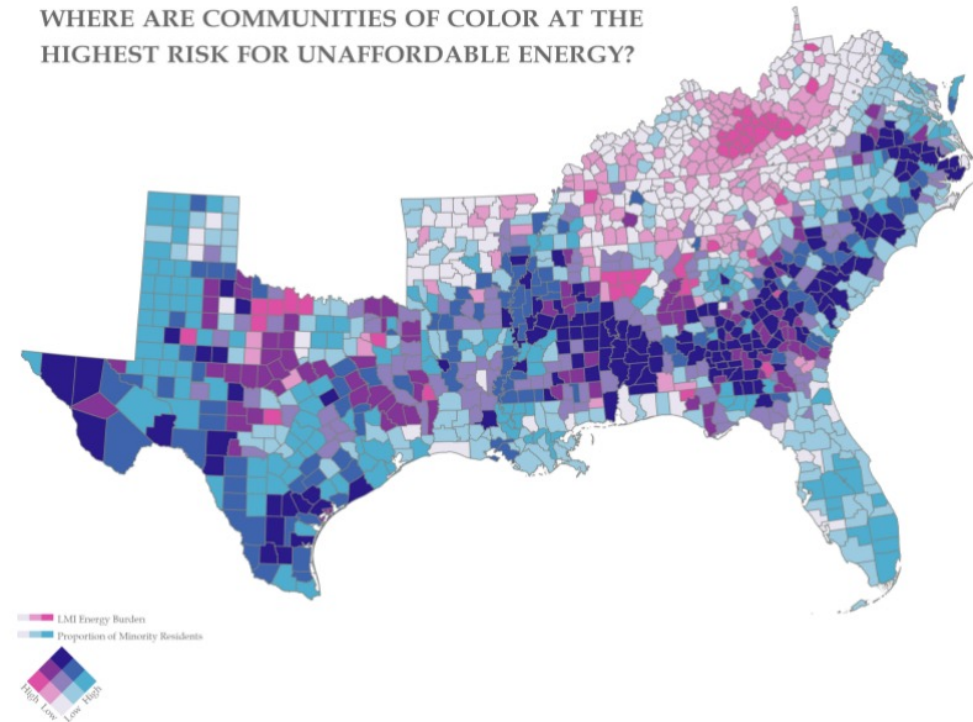 WHERE ARE COMMUNITIES OF COLOR AT THE
HIGHEST RISK FOR UNAFFORDABLE ENERGY?
LMI Energy Burden
Proportion of Minority Residents
High Low Low High